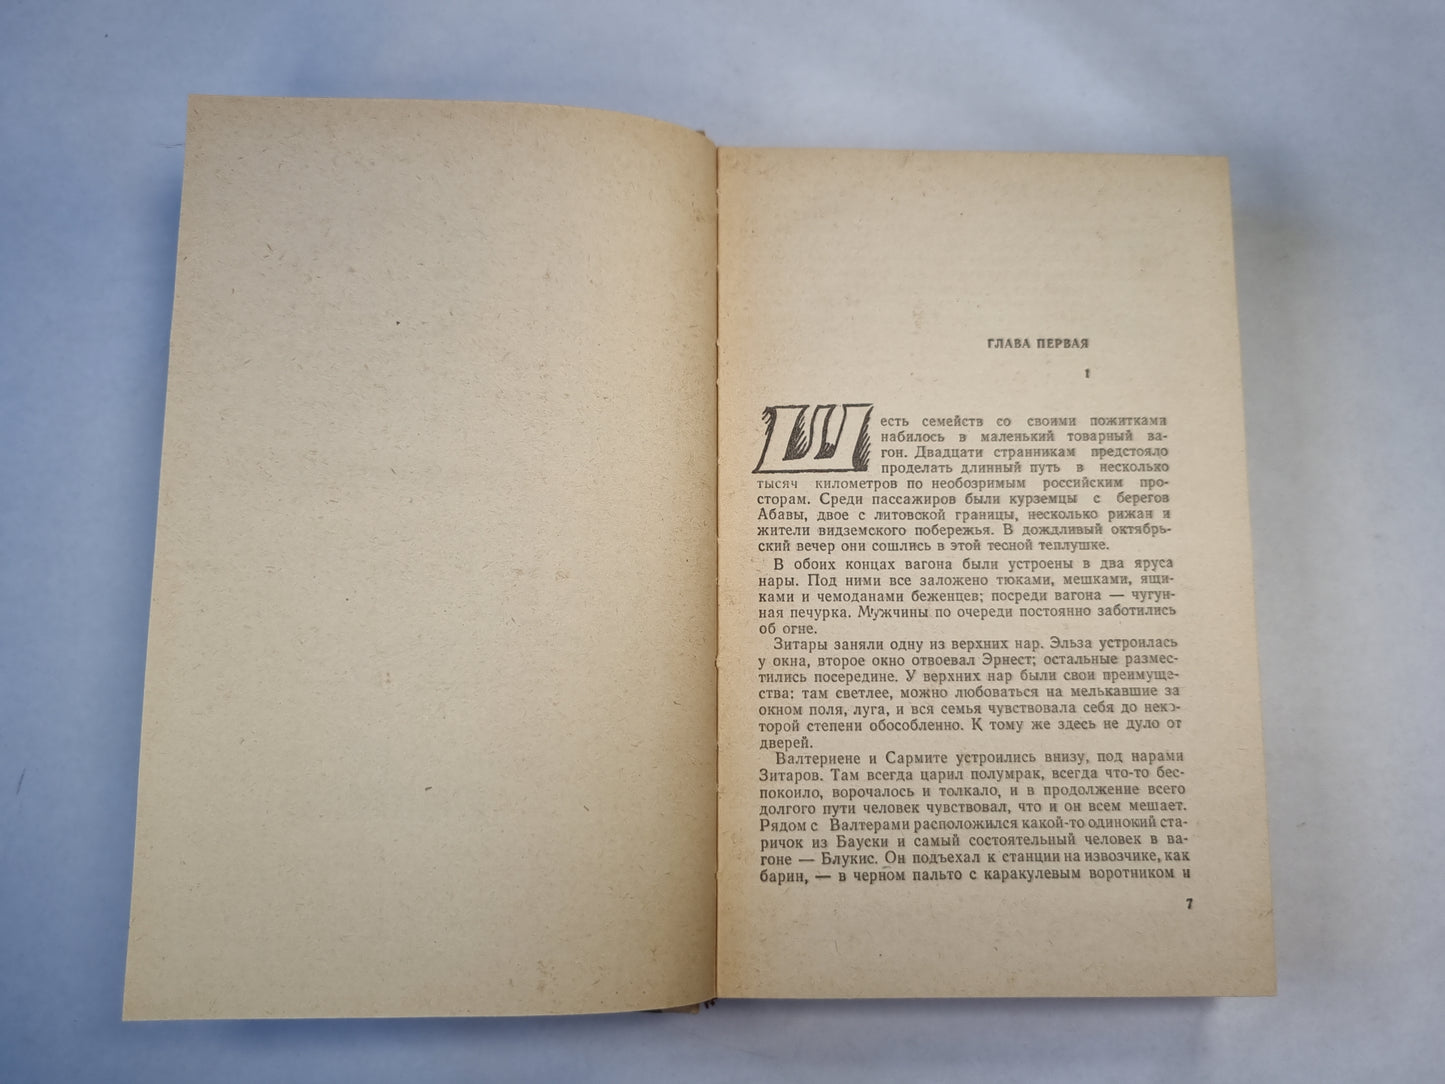 ГЛАВА ПЕРВАЯ
1
Шесть семейств со своими пожитками
набилось в маленький товарный ва-
гон. Двадцати странникам предстояло
проделать длинный путь в несколько
тысяч километров по необозримым российским про-
сторам. Среди пассажиров были курземцы с берегов
Абавы, двое с литовской границы, несколько рижан и
жители видземского побережья. В дождливый октябрь-
ский вечер они сошлись в этой тесной теплушке.
В обоих концах вагона были устроены в два яруса
нары. Под ними все заложено тюками, мешками, ящи-
ками и чемоданами беженцев; посреди вагона — чугун-
ная печурка. Мужчины по очереди постоянно заботились
об огне.
Зитары заняли одну из верхних нар. Эльза устроилась
у окна, второе окно отвоевал Эрнест; остальные размес-
тились посередине. У верхних нар были свои преимуще-
ства: там светлее, можно любоваться на мелькавшие за
окном поля, луга, и вся семья чувствовала себя до неко-
торой степени обособленно. К тому же здесь не дуло от
дверей.
Валтериене и Сармите устроились внизу, под нарами
Зитаров. Там всегда царил полумрак, всегда что-то бес-
покоило, ворочалось и толкало, и в продолжение всего
долгого пути человек чувствовал, что и он всем мешает.
Рядом с Валтерами расположился какой-то одинокий ста-
ричок из Бауски и самый состоятельный человек в ва-
гоне — Блукис. Он подъехал к станции на извозчике, как
барин, — в черном пальто с каракулевым воротником и
7